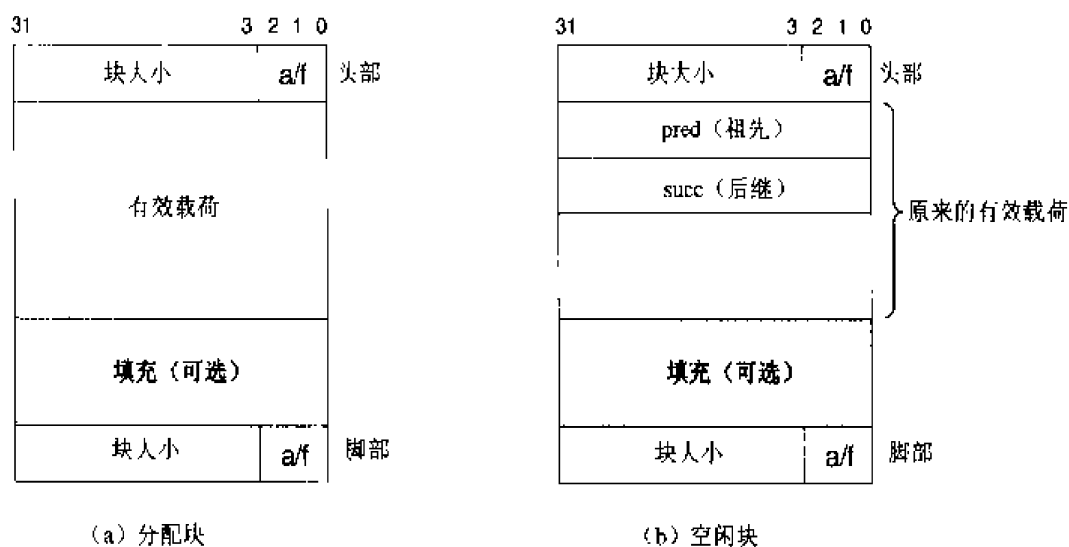 31 3 2 1 0
块大小 a/f 头部
有效载荷
填充（可选）
块大小 a/f 脚部
（a）分配块
31 3 2 1 0
块大小 a/f 头部
pred（祖先）
succ（后继）
原来的有效载荷
填充（可选）
块大小 a/f 脚部
（b）空闲块